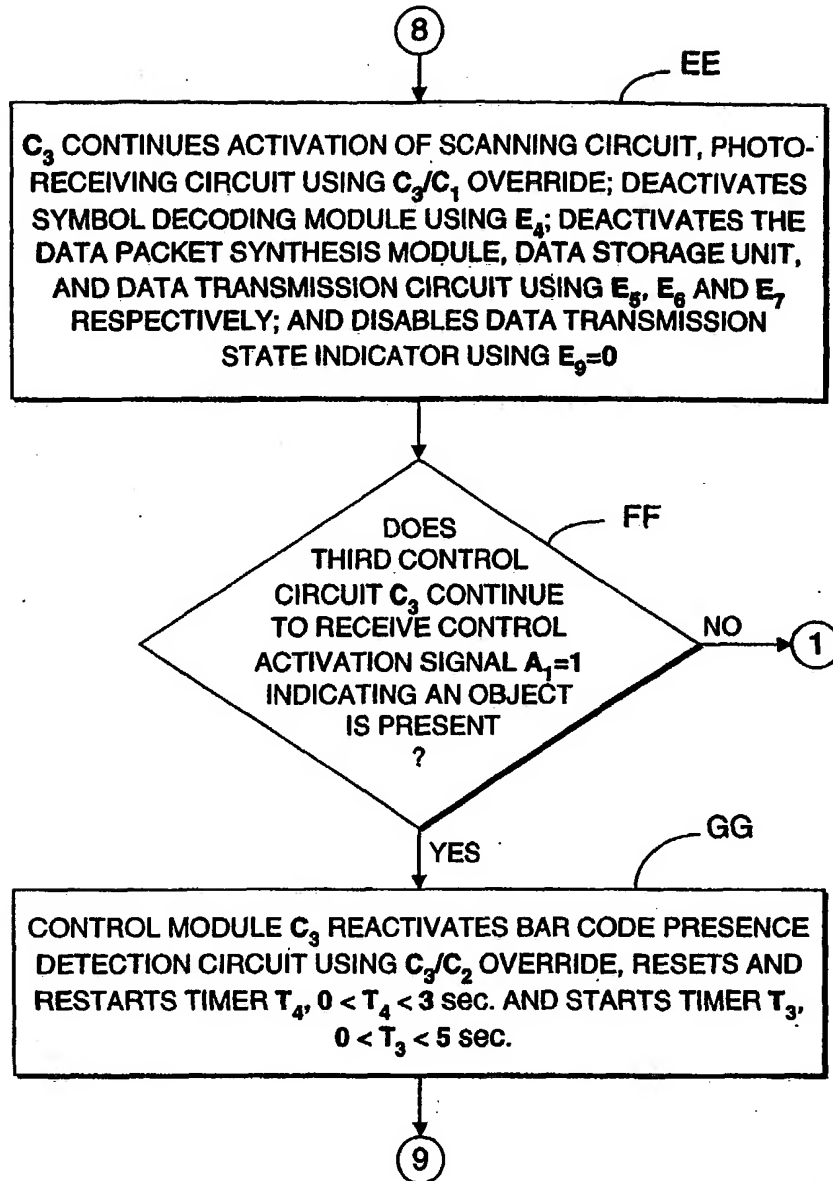 8
EE
C3 CONTINUES ACTIVATION OF SCANNING CIRCUIT, PHOTO-
RECEIVING CIRCUIT USING C3/C1 OVERRIDE; DEACTIVATES
SYMBOL DECODING MODULE USING E4; DEACTIVATES THE
DATA PACKET SYNTHESIS MODULE, DATA STORAGE UNIT,
AND DATA TRANSMISSION CIRCUIT USING E5, E6 AND E7
RESPECTIVELY; AND DISABLES DATA TRANSMISSION
STATE INDICATOR USING E9=0
FF
DOES
THIRD CONTROL
CIRCUIT C3 CONTINUE
TO RECEIVE CONTROL
ACTIVATION SIGNAL A1=1
INDICATING AN OBJECT
IS PRESENT
?
NO
1
YES
GG
CONTROL MODULE C3 REACTIVATES BAR CODE PRESENCE
DETECTION CIRCUIT USING C3/C2 OVERRIDE, RESETS AND
RESTARTS TIMER T4, 0 < T4 < 3 sec. AND STARTS TIMER T3,
0 < T3 < 5 sec.
9